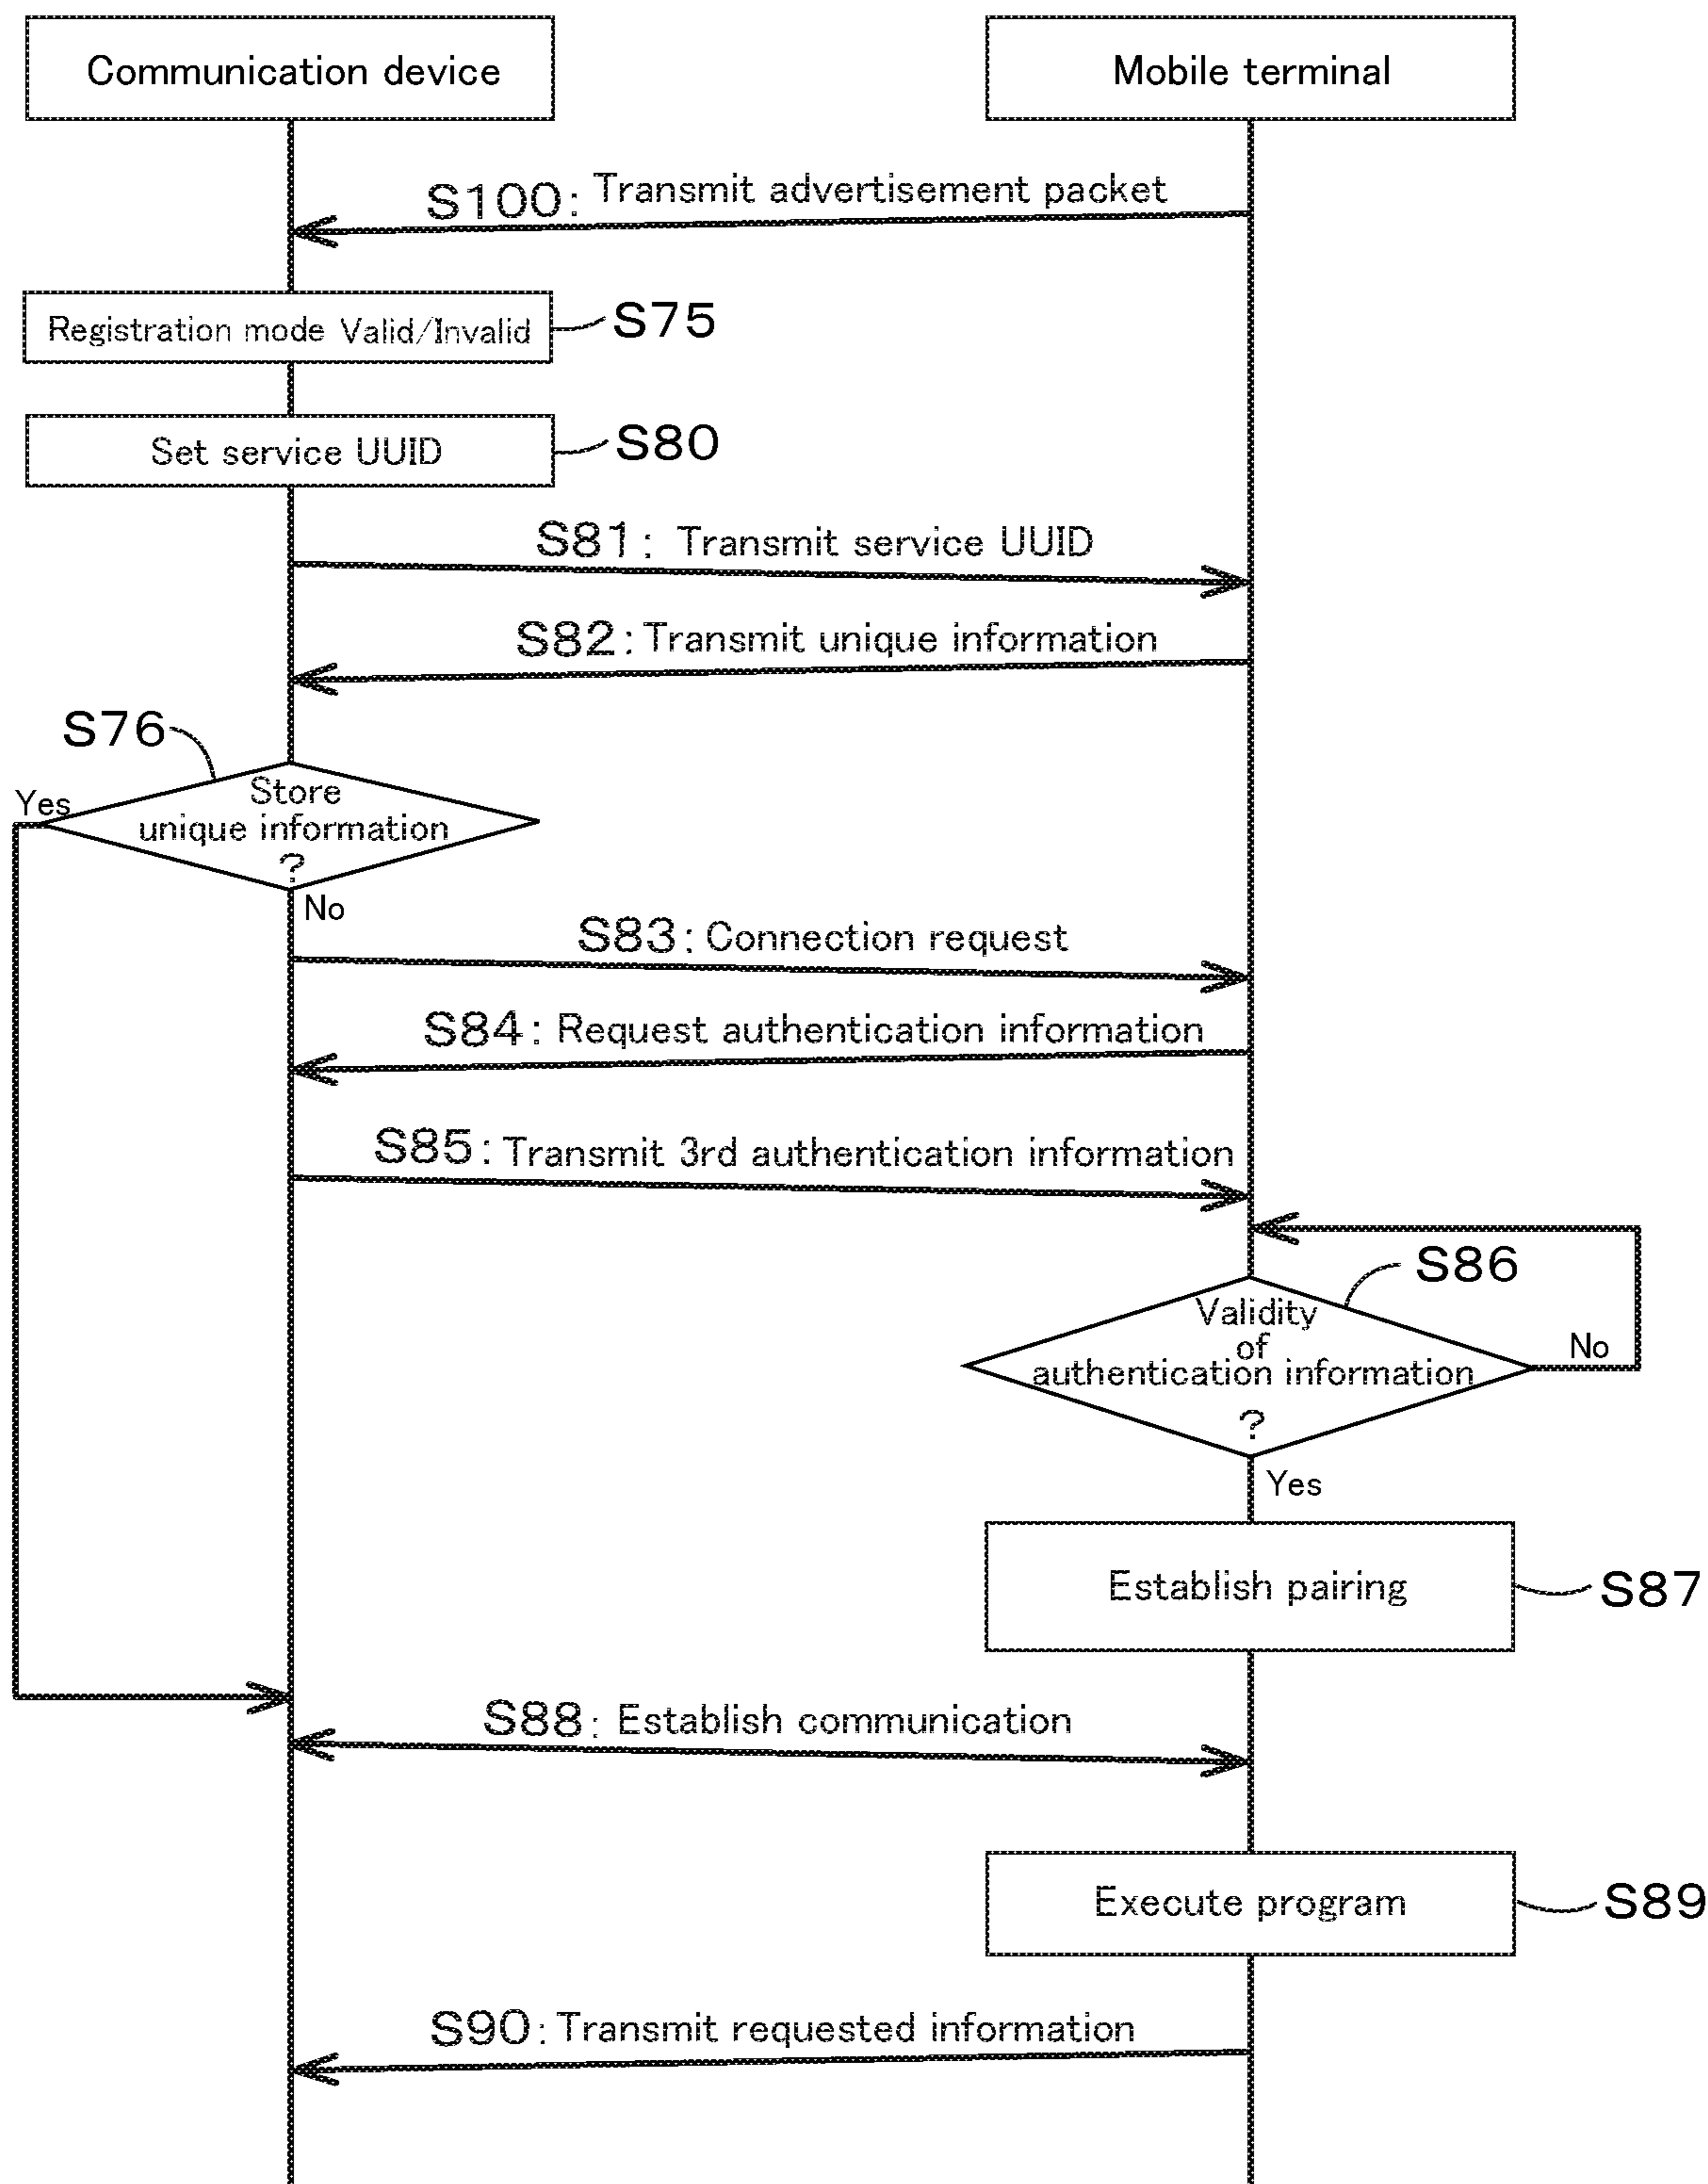 Communication device
Mobile terminal
S100: Transmit advertisement packet
Registration mode Valid/Invalid
S75
Set service UUID
S80
S81: Transmit service UUID
S82: Transmit unique information
S76
Yes
Store
unique information
?
No
S83: Connection request
S84: Request authentication information
S85: Transmit 3rd authentication information
S86
Validity
of
authentication information
?
No
Yes
Establish pairing
S87
S88: Establish communication
Execute program
S89
S90: Transmit requested information